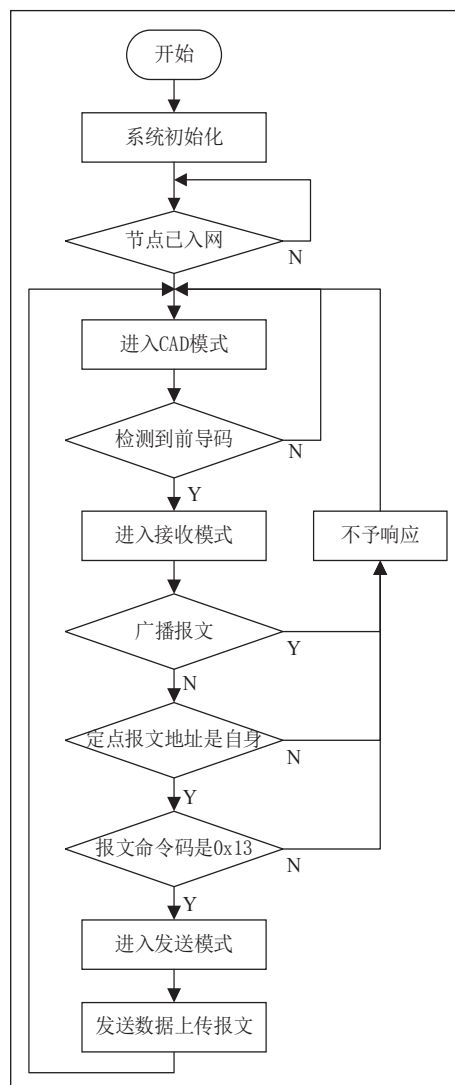 开始
系统初始化
节点已入网
N
进入CAD模式
检测到前导码
N
Y
进入接收模式
不予响应
广播报文
Y
N
定点报文地址是自身
N
Y
报文命令码是0x13
N
Y
进入发送模式
发送数据上传报文